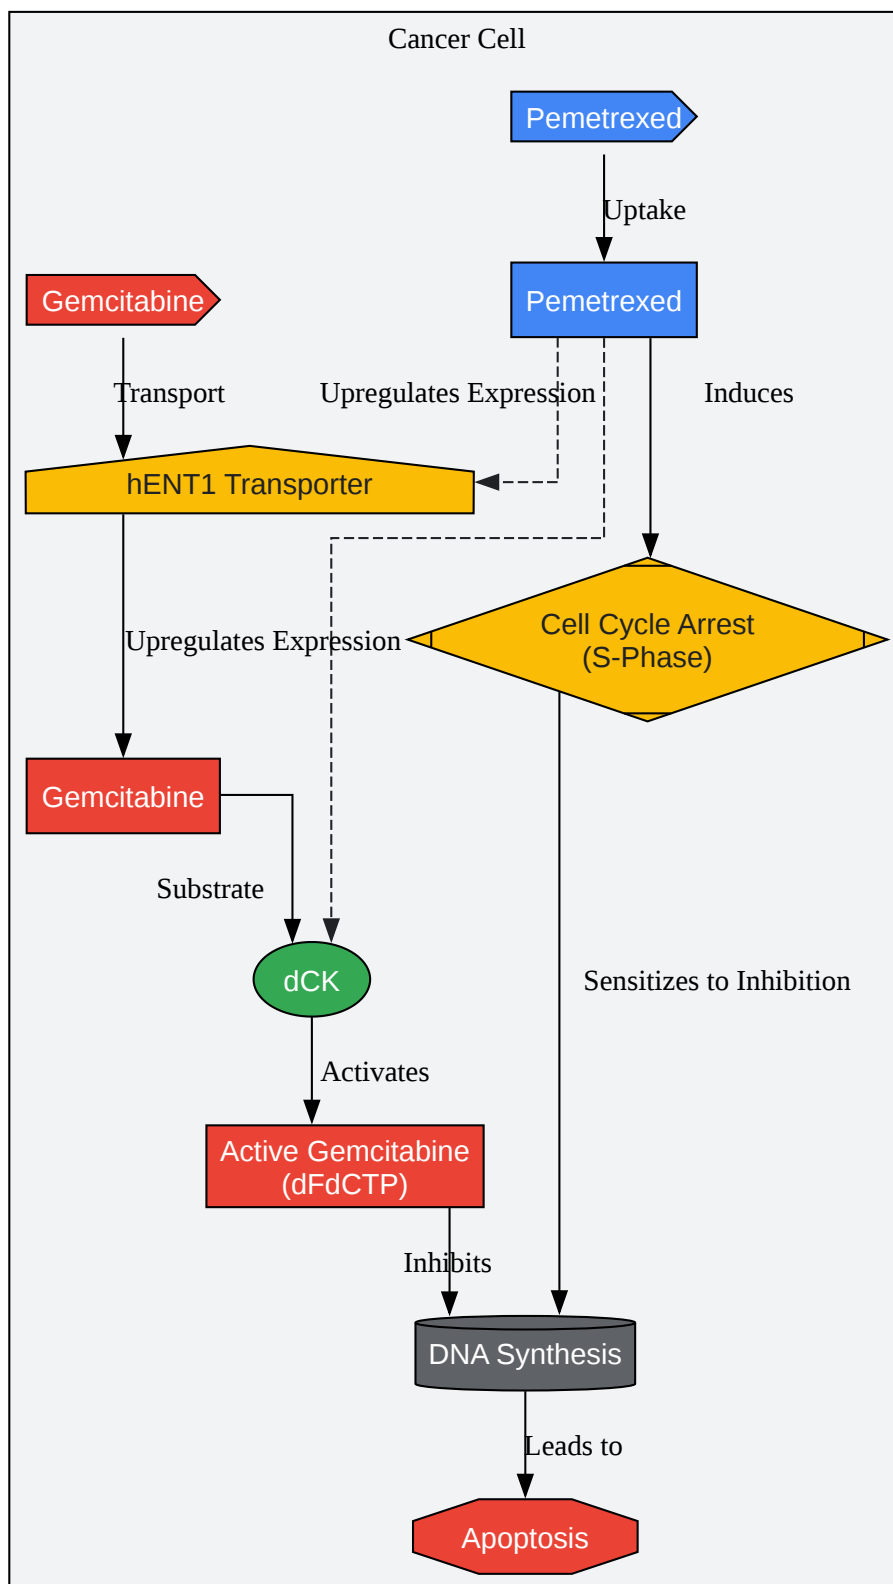 Cancer Cell
Pemetrexed
Uptake
Gemcitabine
Pemetrexed
Transport
Upregulates Expression
Induces
hENT1 Transporter
Cell Cycle Arrest
(S-Phase)
Upregulates Expression
Gemcitabine
Substrate
dCK
Sensitizes to Inhibition
Activates
Active Gemcitabine
(dFdCTP)
Inhibits
DNA Synthesis
Leads to
Apoptosis